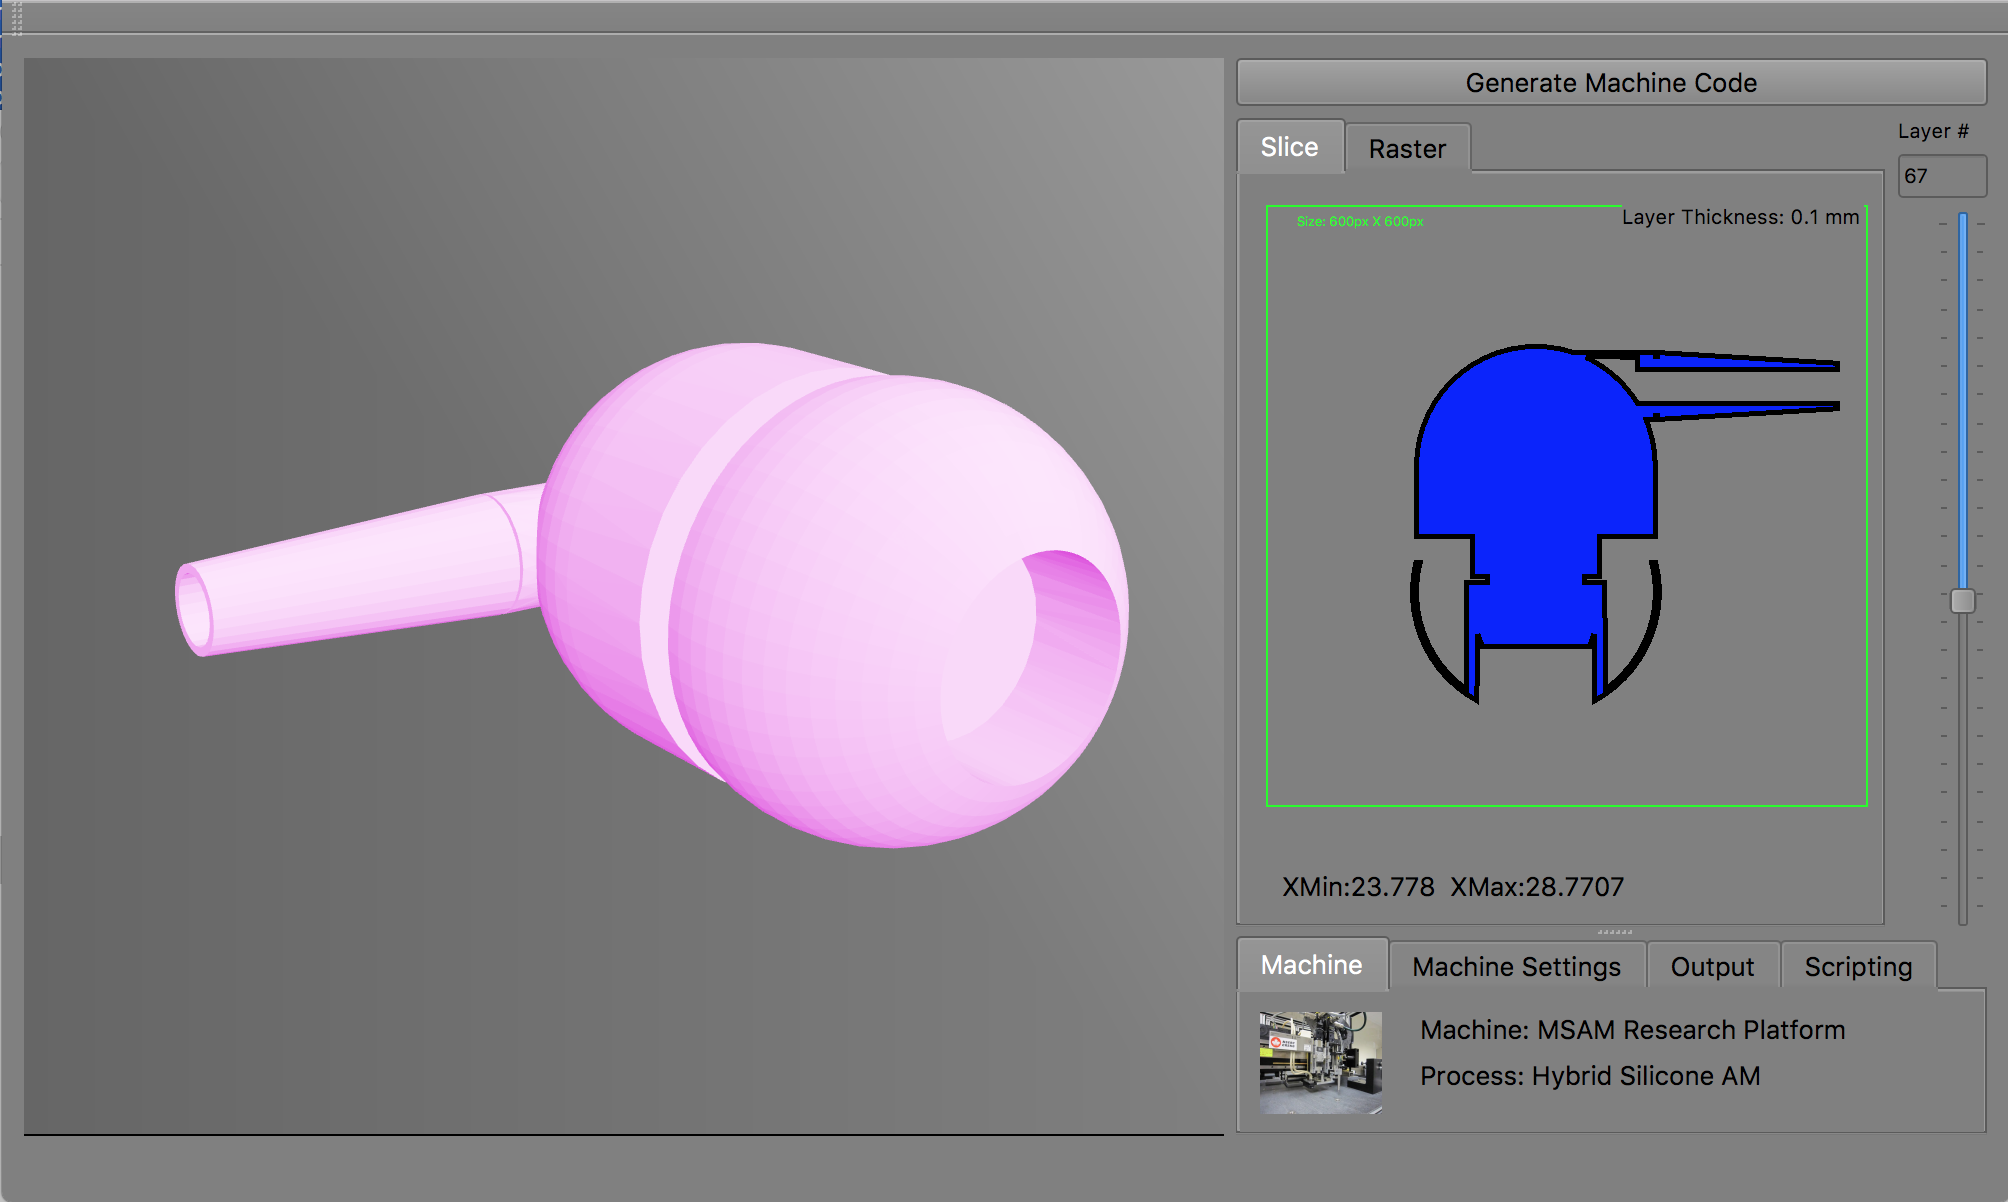 Generate Machine Code
Slice
Raster
Layer #
67
Size: 600px X 600px
Layer Thickness: 0.1 mm
XMin:23.778 XMax:28.7707
Machine
Machine Settings
Output
Scripting
Machine: MSAM Research Platform
Process: Hybrid Silicone AM